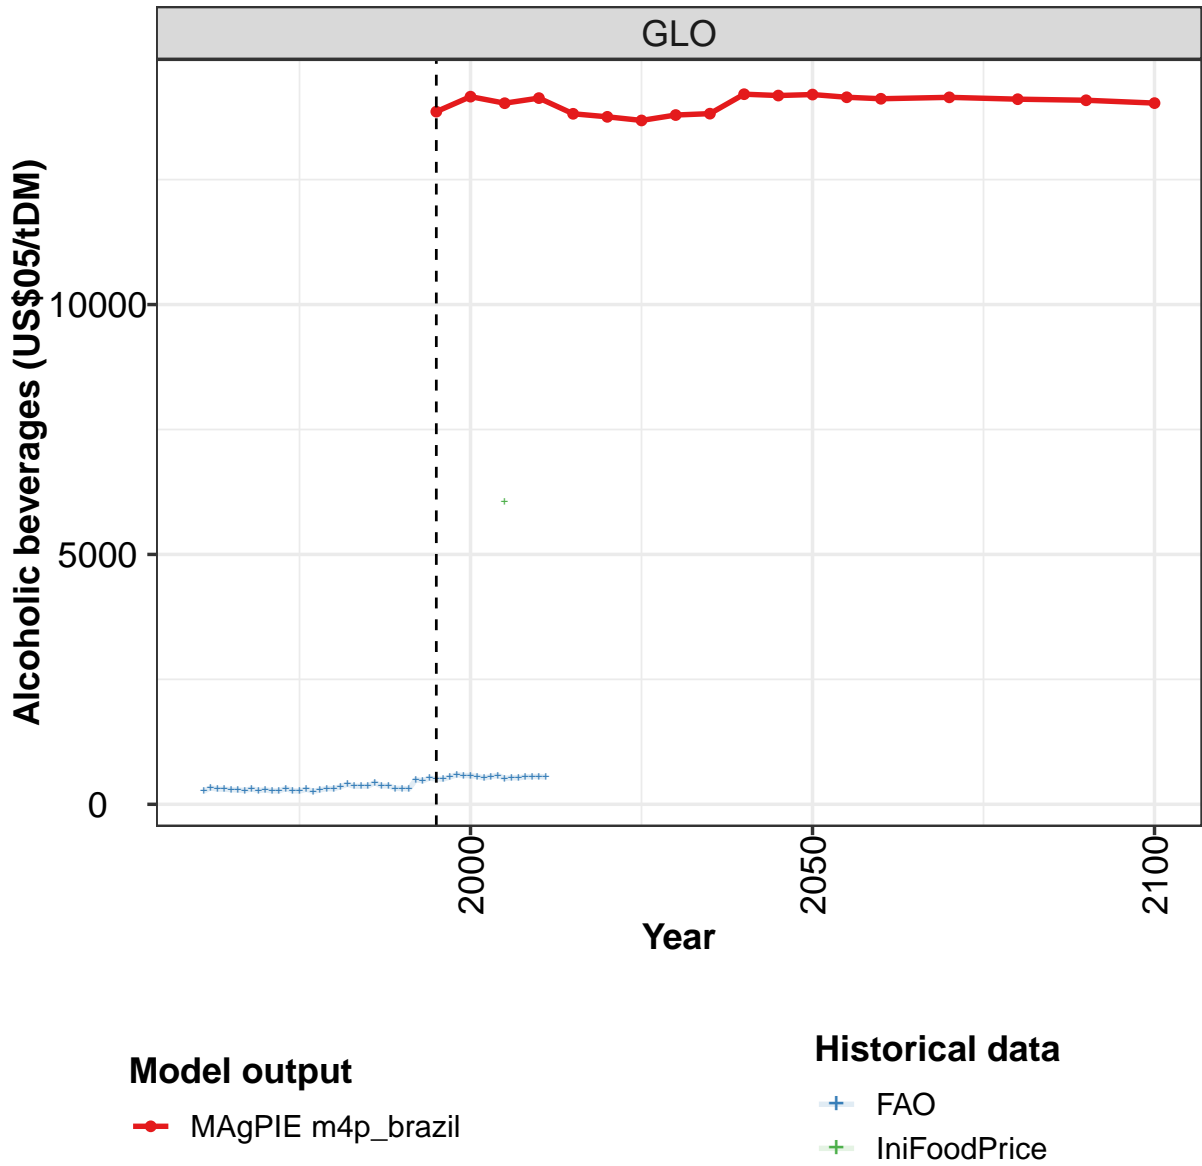 GLO
Alcoholic beverages (US$05/tDM)
10000
5000
0
2000
2050
2100
Year
Model output
MAgPIE m4p_brazil
Historical data
FAO
IniFoodPrice